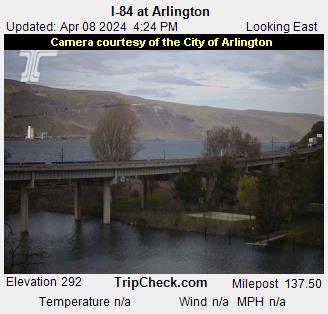 I-84 at Arlington
Updated: Apr 08 2024 4:24 PM Looking East
Camera courtesy of the City of Arlington
Elevation 292 TripCheck.com Milepost 137.50
Temperature n/a Wind n/a MPH n/a